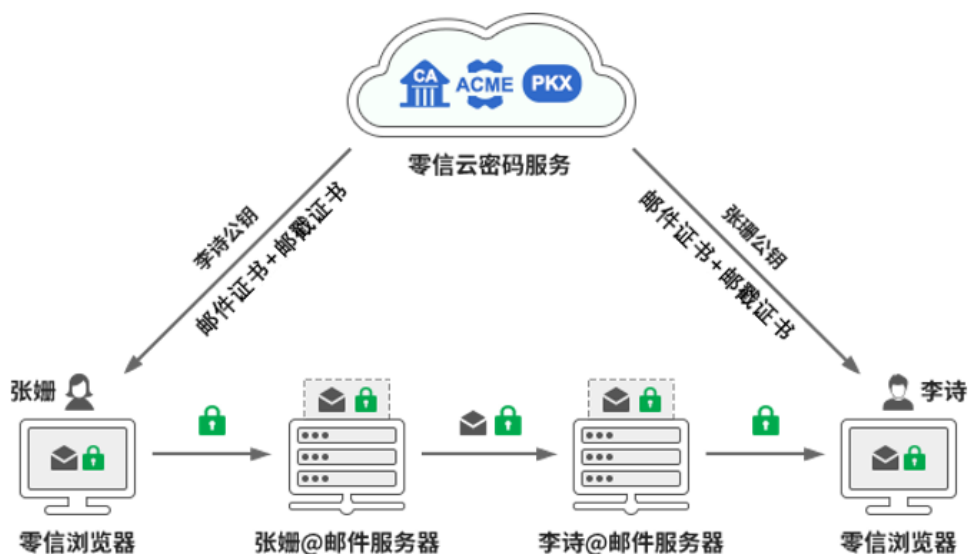 CA ACME PKX
零信云密码服务
李诗公钥
邮件证书+邮戳证书
张珊公钥
邮件证书+邮戳证书
张姗
李诗
零信浏览器
张姗@邮件服务器
李诗@邮件服务器
零信浏览器